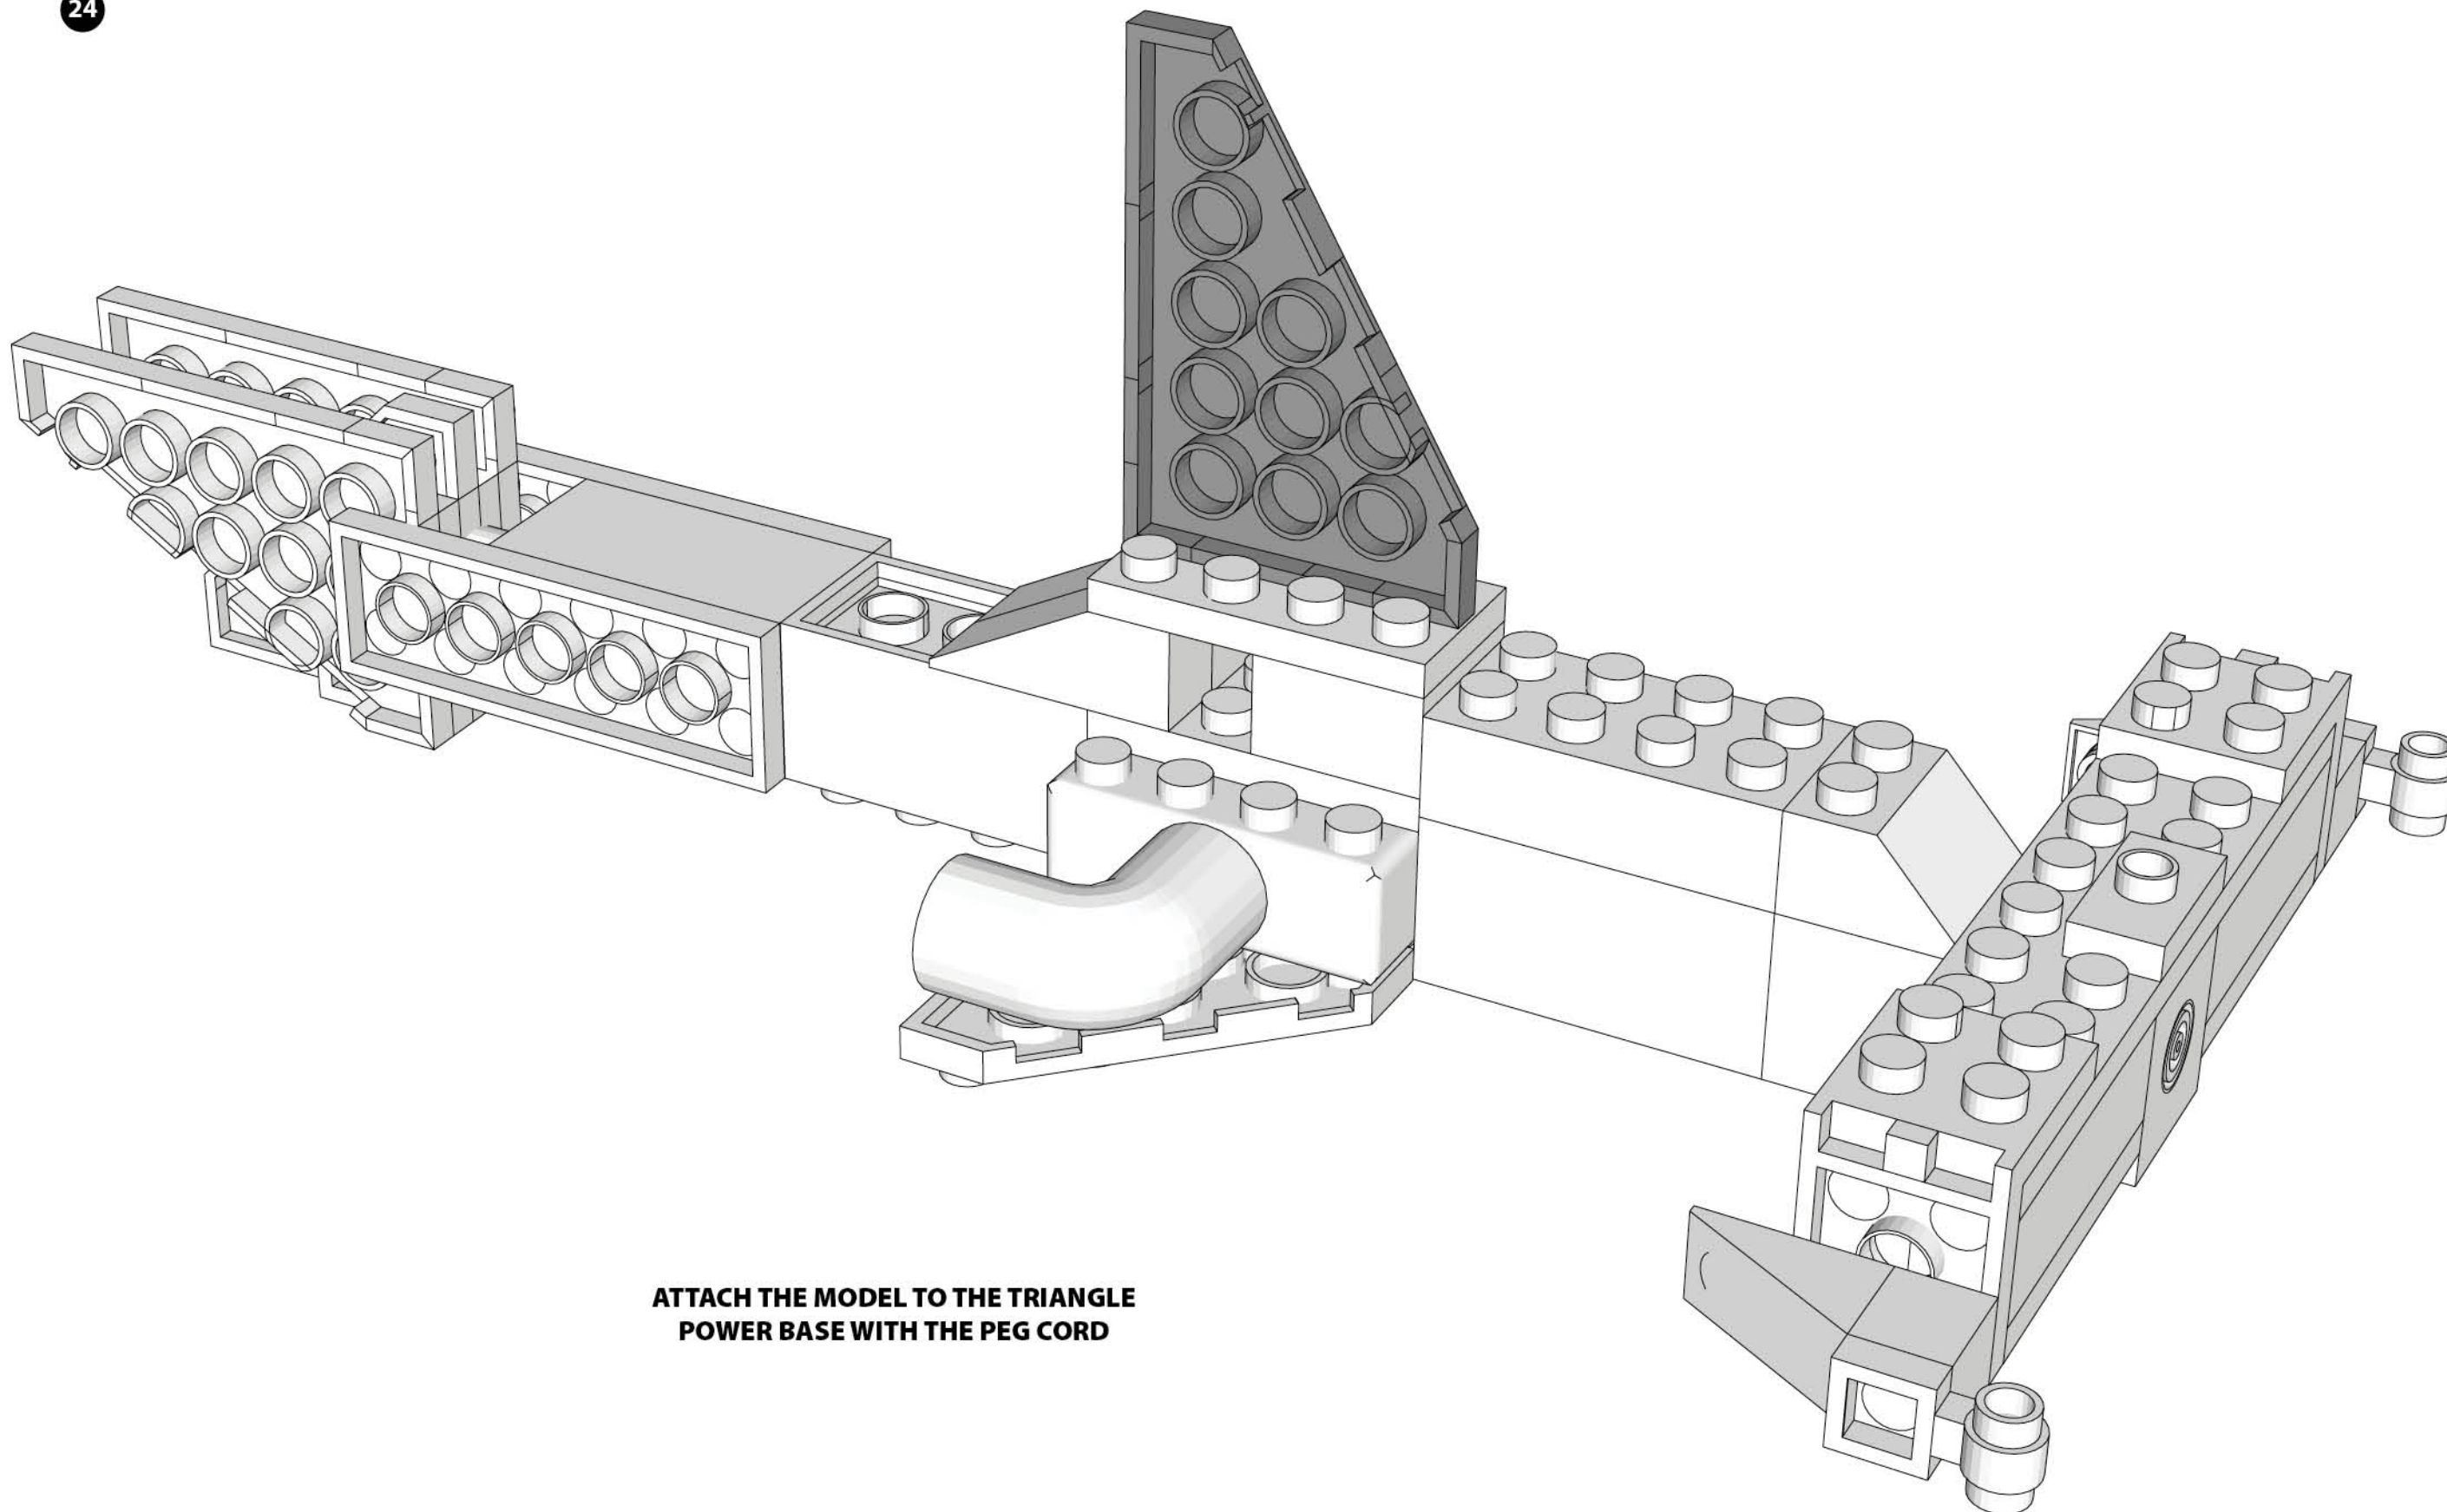 24
ATTACH THE MODEL TO THE TRIANGLE
POWER BASE WITH THE PEG CORD